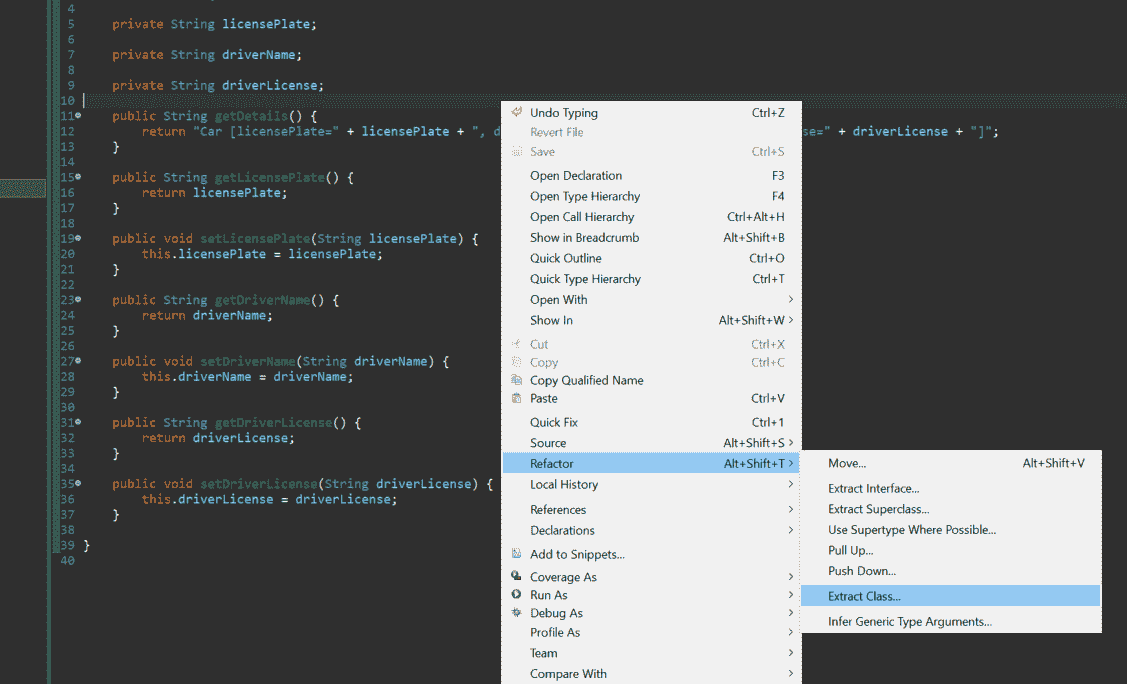 4
5 private String licensePlate;
6
7 private String driverName;
8
9 private String driverLicense;
10
11 public String getDetails() {
12 return "Car [licensePlate=" + licensePlate + ", d se=" + driverLicense + "]";
13 }
14
15 public String getLicensePlate() {
16 return licensePlate;
17 }
18
19 public void setLicensePlate(String licensePlate) {
20 this.licensePlate = licensePlate;
21 }
22
23 public String getDriverName() {
24 return driverName;
25 }
26
27 public void setDriverName(String driverName) {
28 this.driverName = driverName;
29 }
30
31 public String getDriverLicense() {
32 return driverLicense;
33 }
34
35 public void setDriverLicense(String driverLicense) {
36 this.driverLicense = driverLicense;
37 }
38
39 }
40
Undo Typing Ctrl+Z
Revert File
Save Ctrl+S
Open Declaration F3
Open Type Hierarchy F4
Open Call Hierarchy Ctrl+Alt+H
Show in Breadcrumb Alt+Shift+B
Quick Outline Ctrl+O
Quick Type Hierarchy Ctrl+T
Open With >
Show In Alt+Shift+W >
Cut Ctrl+X
Copy Ctrl+C
Copy Qualified Name
Paste Ctrl+V
Quick Fix Ctrl+1
Source Alt+Shift+S >
Refactor Alt+Shift+T >
Local History >
References >
Declarations >
Add to Snippets...
Coverage As >
Run As >
Debug As >
Profile As >
Team >
Compare With >
Move... Alt+Shift+V
Extract Interface...
Extract Superclass...
Use Supertype Where Possible...
Pull Up...
Push Down...
Extract Class...
Infer Generic Type Arguments...